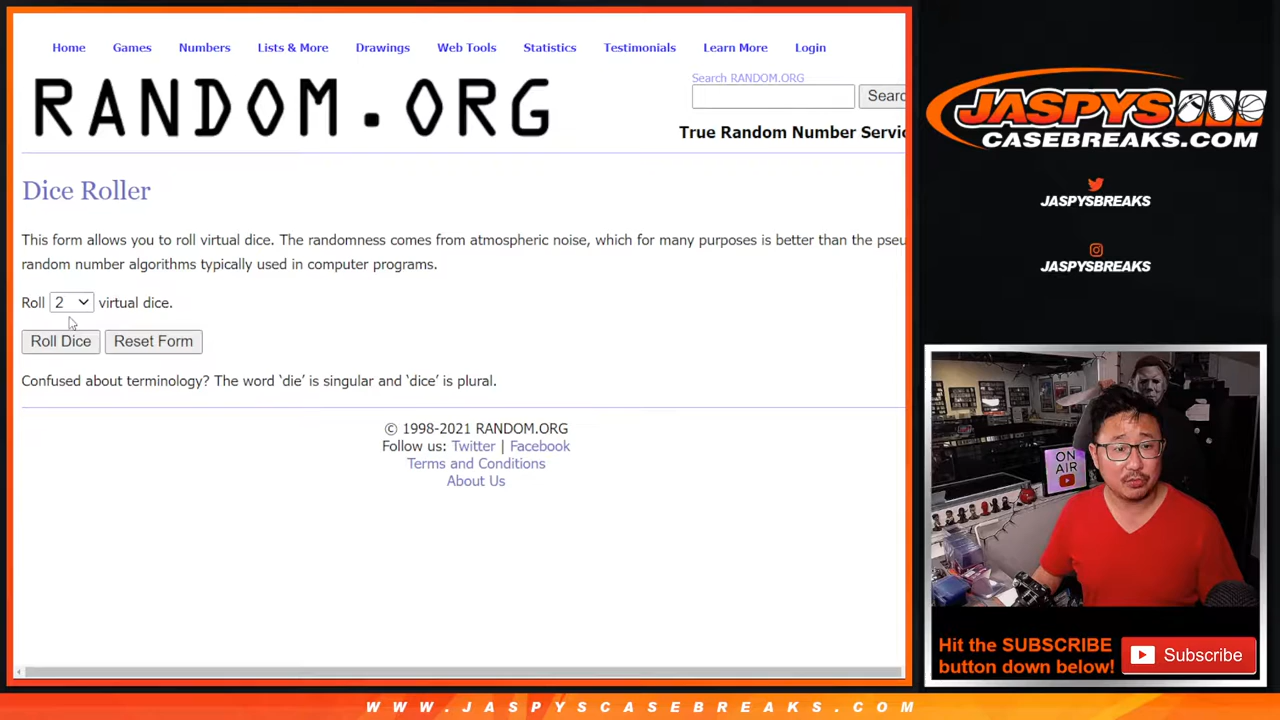 Home Games Numbers Lists & More Drawings Web Tools Statistics Testimonials Learn More Login
RANDOM.ORG
Search RANDOM.ORG
Searc
True Random Number Servic
Dice Roller
This form allows you to roll virtual dice. The randomness comes from atmospheric noise, which for many purposes is better than the pseu
random number algorithms typically used in computer programs.
Roll 2 virtual dice.
Roll Dice Reset Form
Confused about terminology? The word ‘die’ is singular and ‘dice’ is plural.
© 1998-2021 RANDOM.ORG
Follow us: Twitter | Facebook
Terms and Conditions
About Us
JASPYS
CASEBREAKS.COM
JASPYSBREAKS
JASPYSBREAKS
ON
AIR
Hit the SUBSCRIBE
button down below!
Subscribe
WWW.JASPYSCASEBREAKS.COM